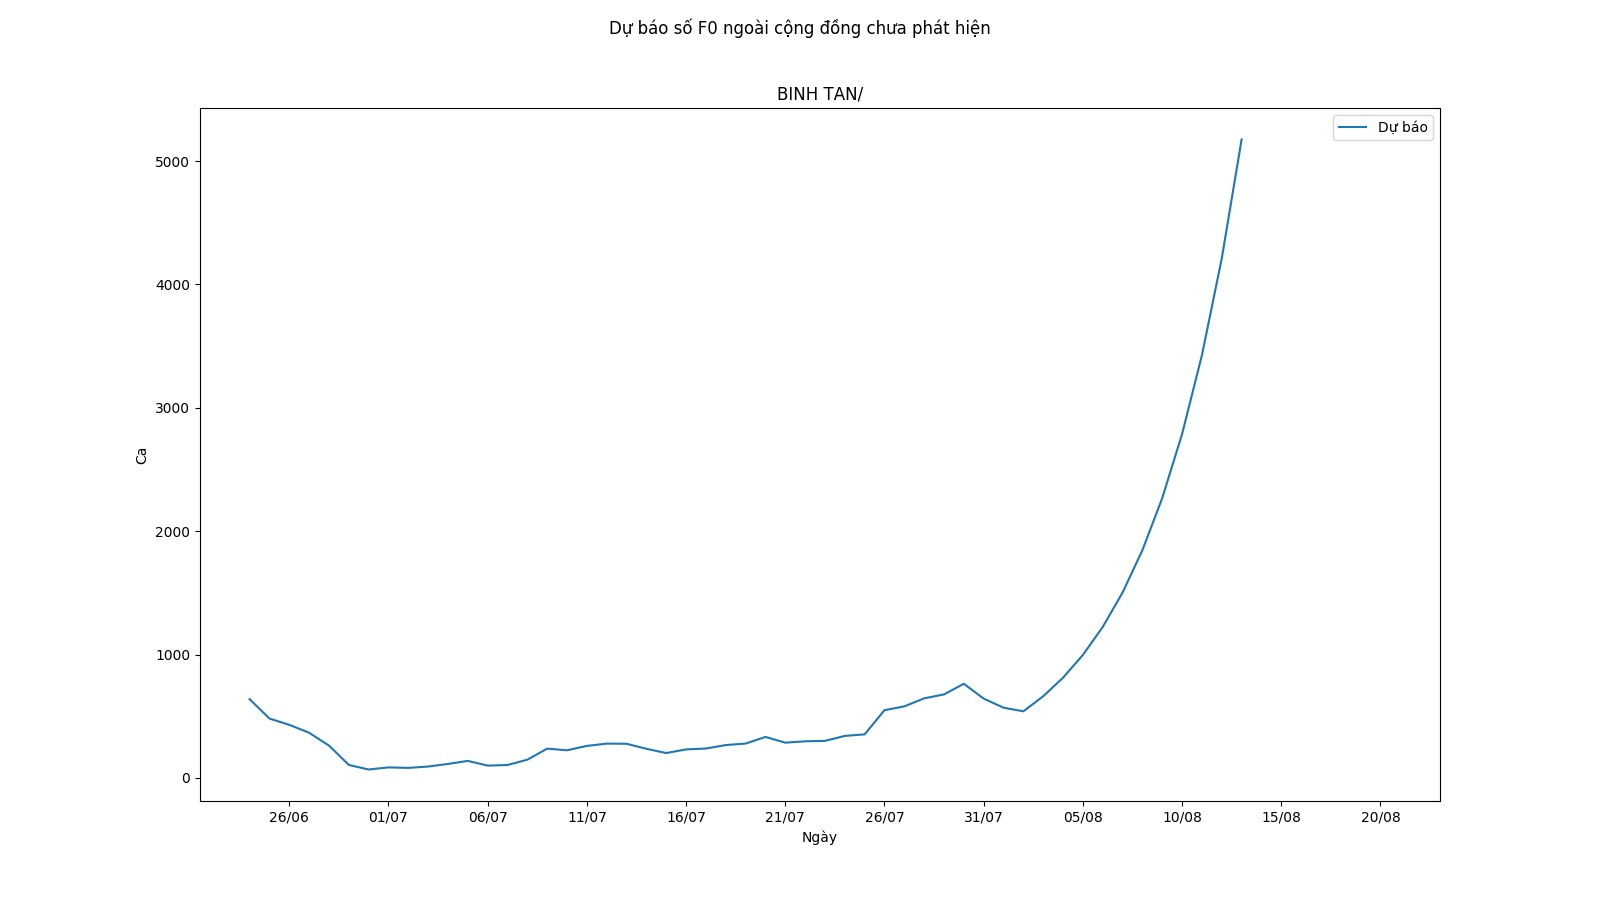 Dự báo số F0 ngoài cộng đồng chưa phát hiện
BINH TAN/
Dự báo
5000
4000
3000
2000
1000
0
Ca
26/06 01/07 06/07 11/07 16/07 21/07 26/07 31/07 05/08 10/08 15/08 20/08
Ngày